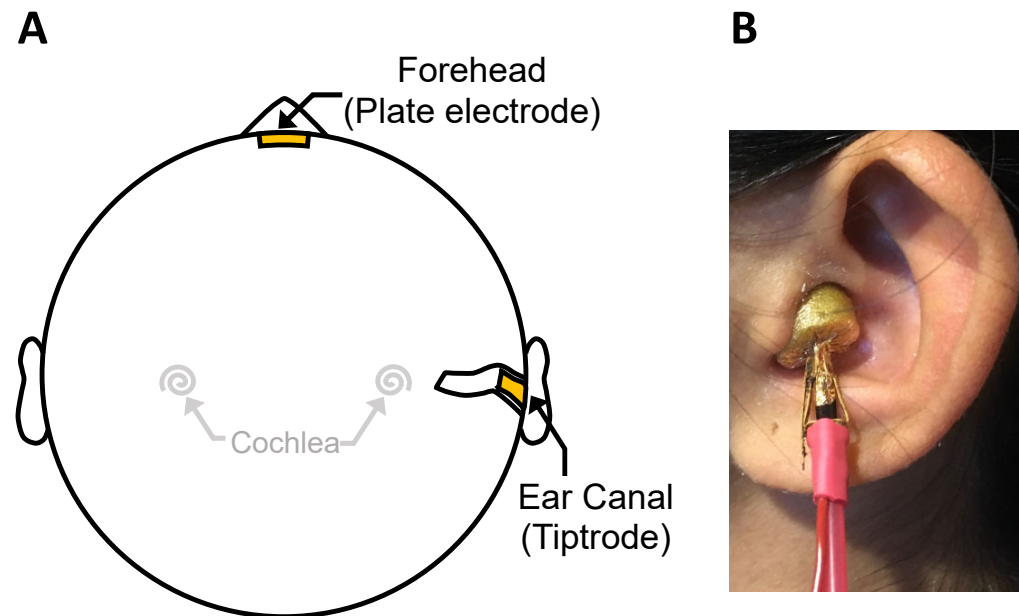 A
B
Forehead
(Plate electrode)
Cochlea
Ear Canal
(Tiptrode)